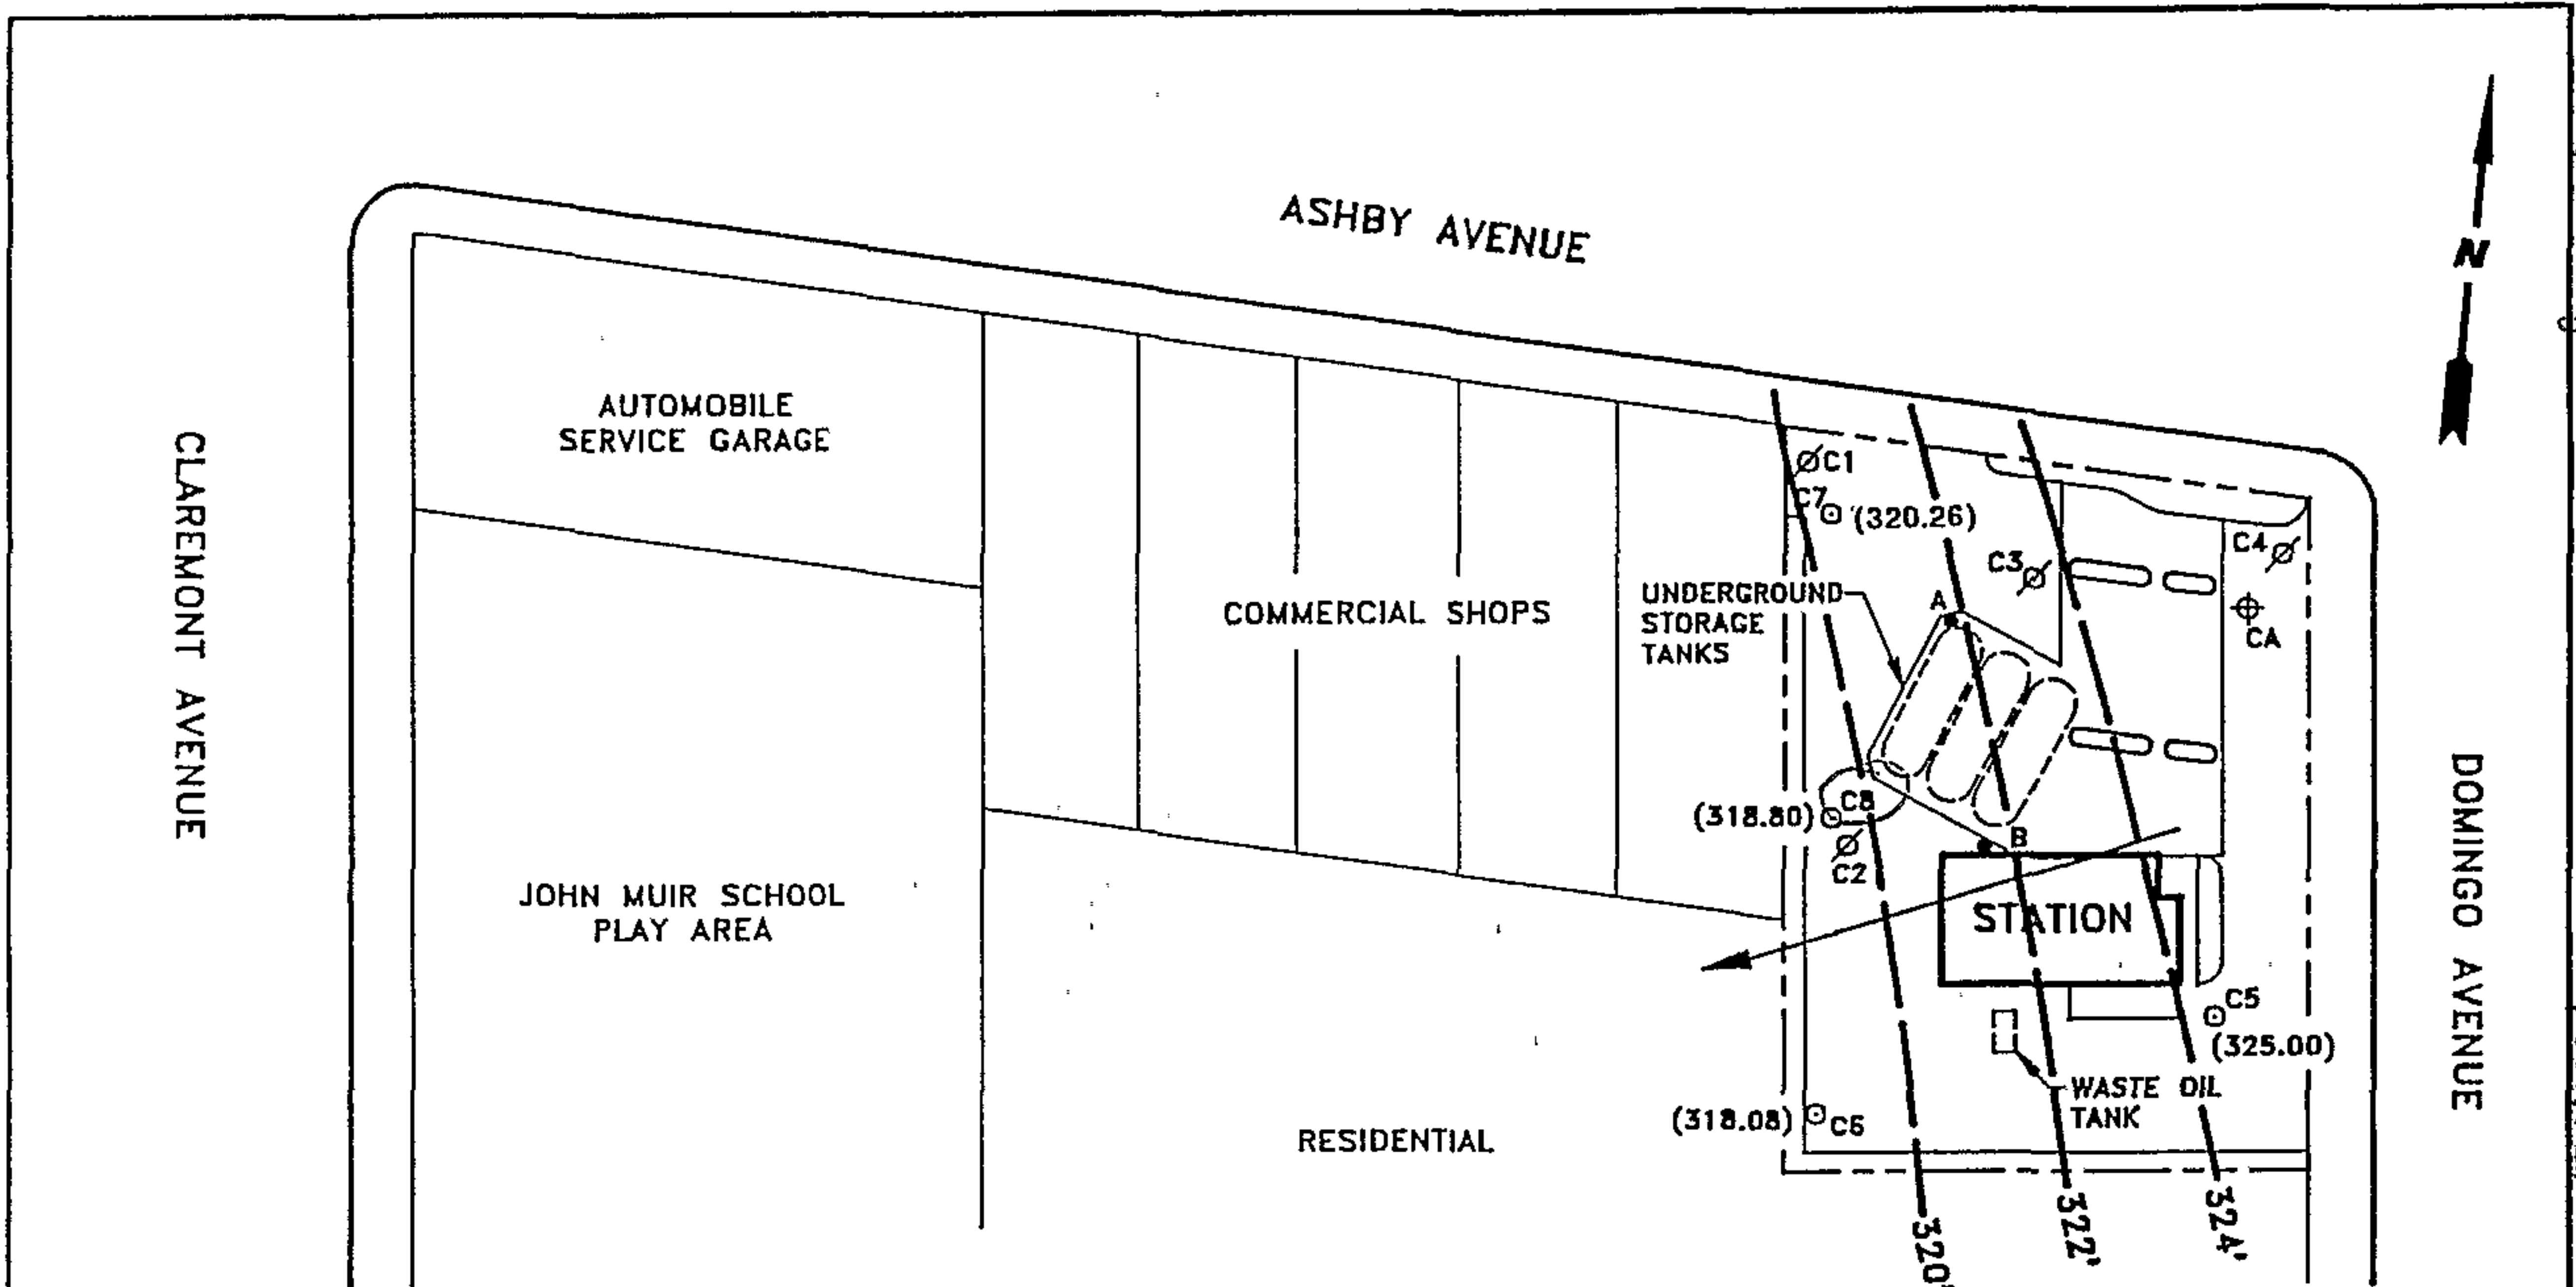 ASHBY AVENUE
N
AUTOMOBILE
SERVICE GARAGE
CLAREMONT AVENUE
C1
C7
(320.26)
C4
C3
CA
UNDERGROUND
STORAGE
TANKS
A
COMMERCIAL SHOPS
(318.80)
C8
B
C2
DOMINGO AVENUE
JOHN MUIR SCHOOL
PLAY AREA
STATION
C5
(325.00)
WASTE OIL
TANK
(318.08)
C6
RESIDENTIAL
320'
322'
324'